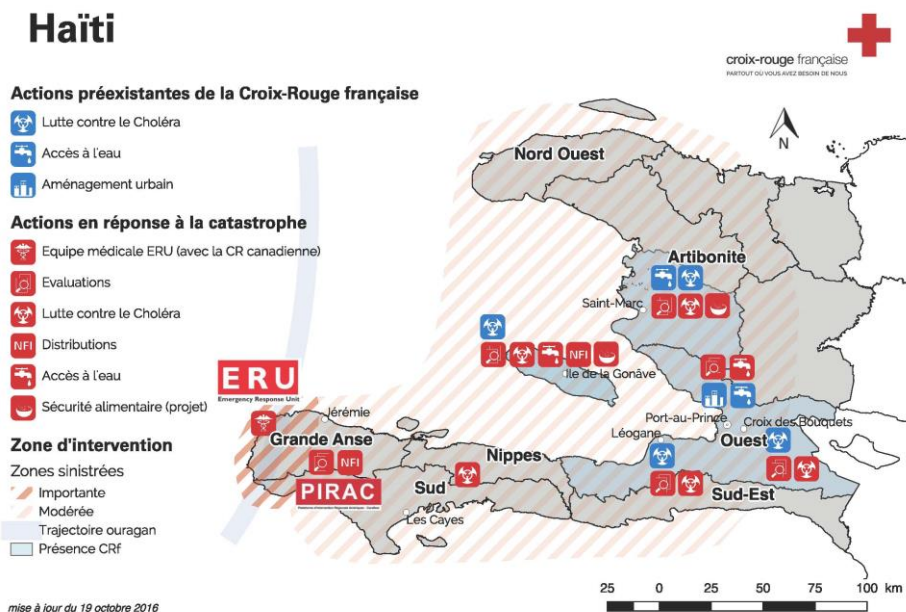 Haïti
croix-rouge française
PARTOUT OÙ VOUS AVEZ BESOIN DE NOUS
Actions préexistantes de la Croix-Rouge française
Lutte contre le Choléra
Accès à l'eau
Aménagement urbain
Actions en réponse à la catastrophe
Equipe médicale ERU (avec la CR canadienne)
Evaluations
Lutte contre le Choléra
NFI Distributions
Accès à l'eau
Sécurité alimentaire (projet)
Zone d'intervention
Zones sinistrées
Importante
Modérée
Trajectoire ouragan
Présence CRf
mise à jour du 19 octobre 2016
N
Nord Ouest
Artibonite
Saint-Marc
NFI
Ile de la Gonâve
ERU
Emergency Response Unit
Jérémie
Grande Anse
NFI
PIRAC
Nippes
Sud
Les Cayes
Port-au-Prince
Croix des Bouquets
Léogane
Ouest
Sud-Est
25 0 25 50 75 100 km